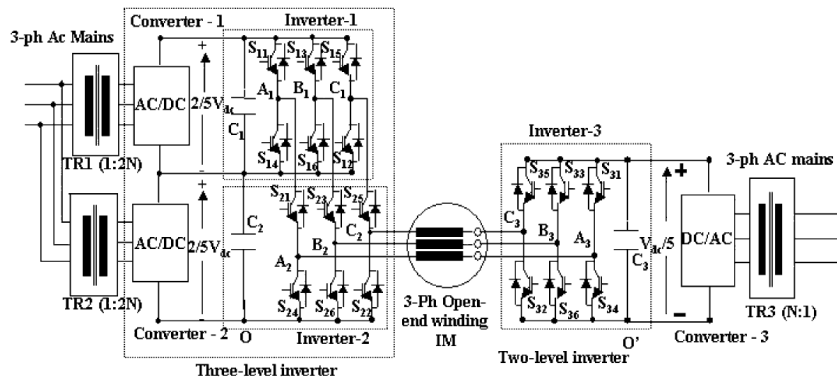 Converter - 1
Inverter-1
3-ph Ac Mains
S11 S13 S15
A1 B1 C1
AC/DC
2/5Vdc
C1
S14 S16 S12
TR1 (1:2N)
Inverter-3
3-ph AC mains
S35 S33 S31
S21 S23 S25
C2
C2
AC/DC
2/5Vdc
B2
A2
C3
B3
A3
Vdc/5
C3
DC/AC
3-Ph Open-
end winding
IM
S24 S26 S22
S32 S36 S34
TR2 (1:2N)
TR3 (N:1)
Converter - 2
O
Inverter-2
O'
Converter - 3
Three-level inverter
Two-level inverter